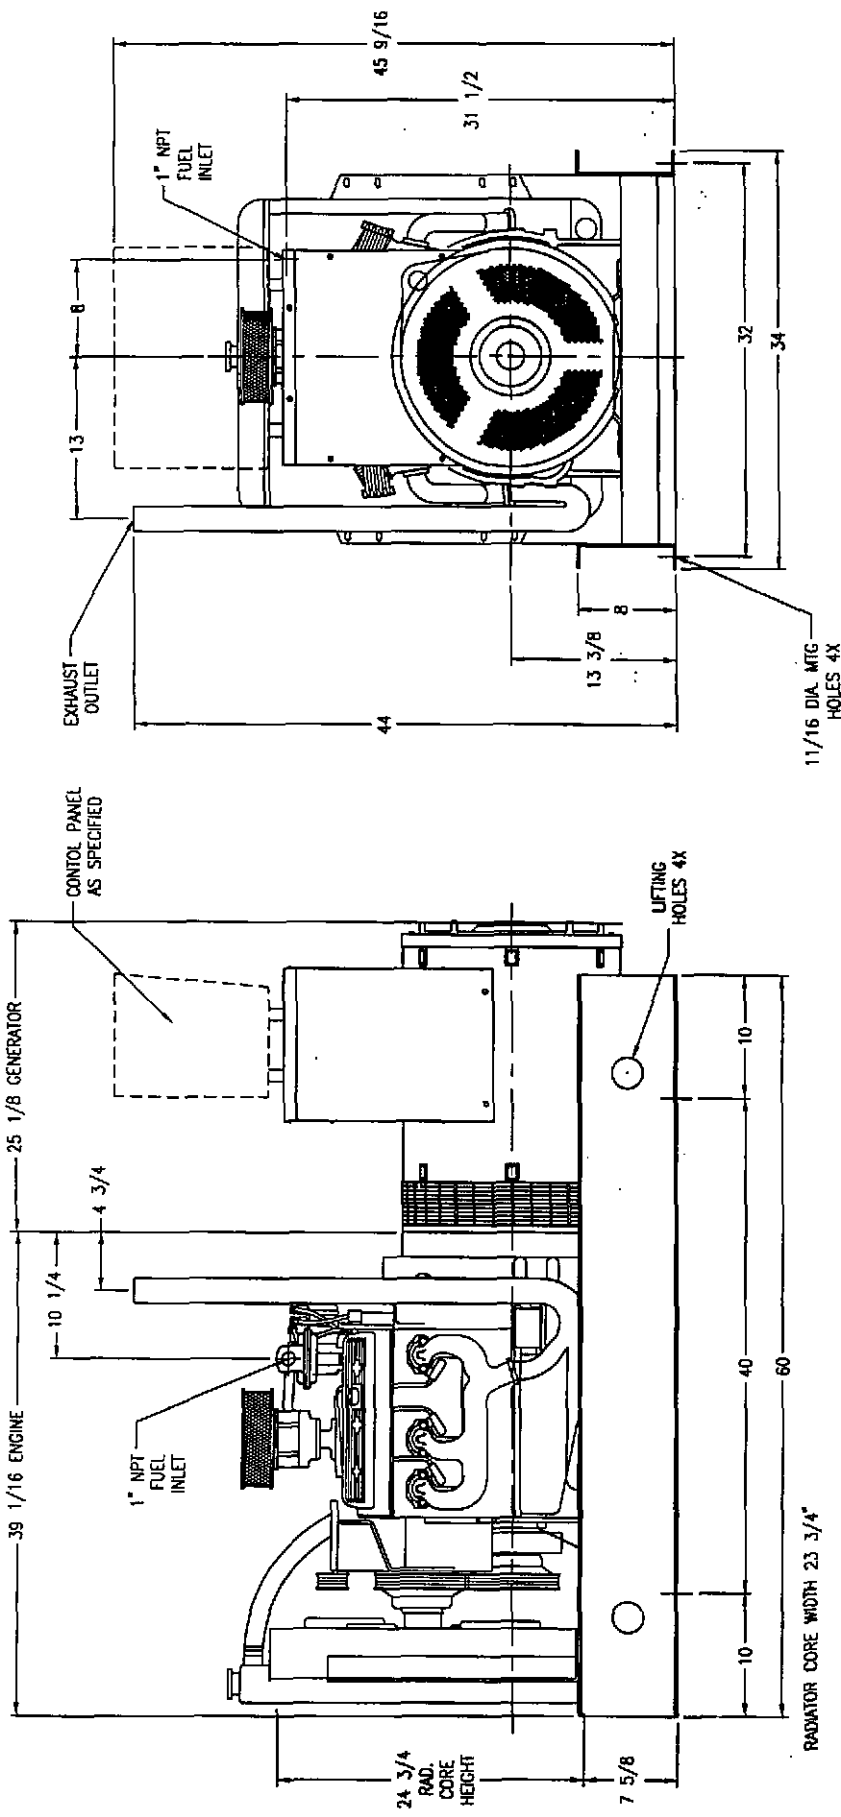 39 1/16 ENGINE
25 1/8 GENERATOR
10 1/4
4 3/4
CONTOL PANEL
AS SPECIFIED
1" NPT
FUEL
INLET
24 3/4
RAD.
CORE
HEIGHT
7 5/8
LIFTING
HOLES 4X
10
40
10
60
RADIATOR CORE WIDTH 23 3/4"
EXHAUST
OUTLET
13
8
1" NPT
FUEL
INLET
45 9/16
31 1/2
44
13 3/8
8
32
34
11/16 DIA. MTG
HOLES 4X